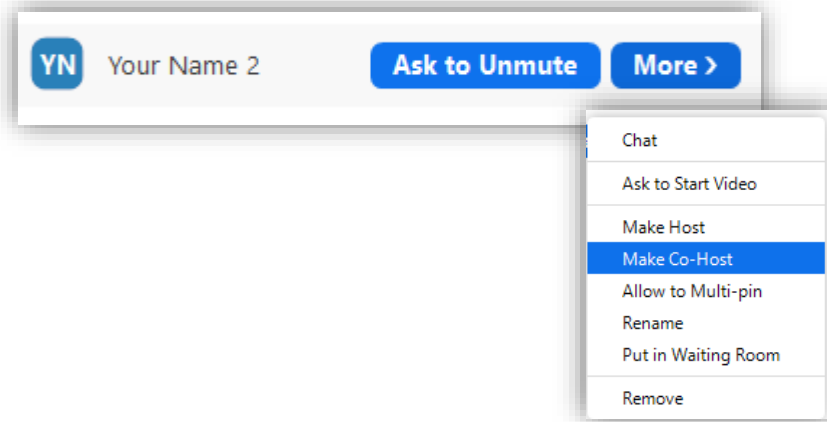 YN Your Name 2 Ask to Unmute More >
Chat
Ask to Start Video
Make Host
Make Co-Host
Allow to Multi-pin
Rename
Put in Waiting Room
Remove